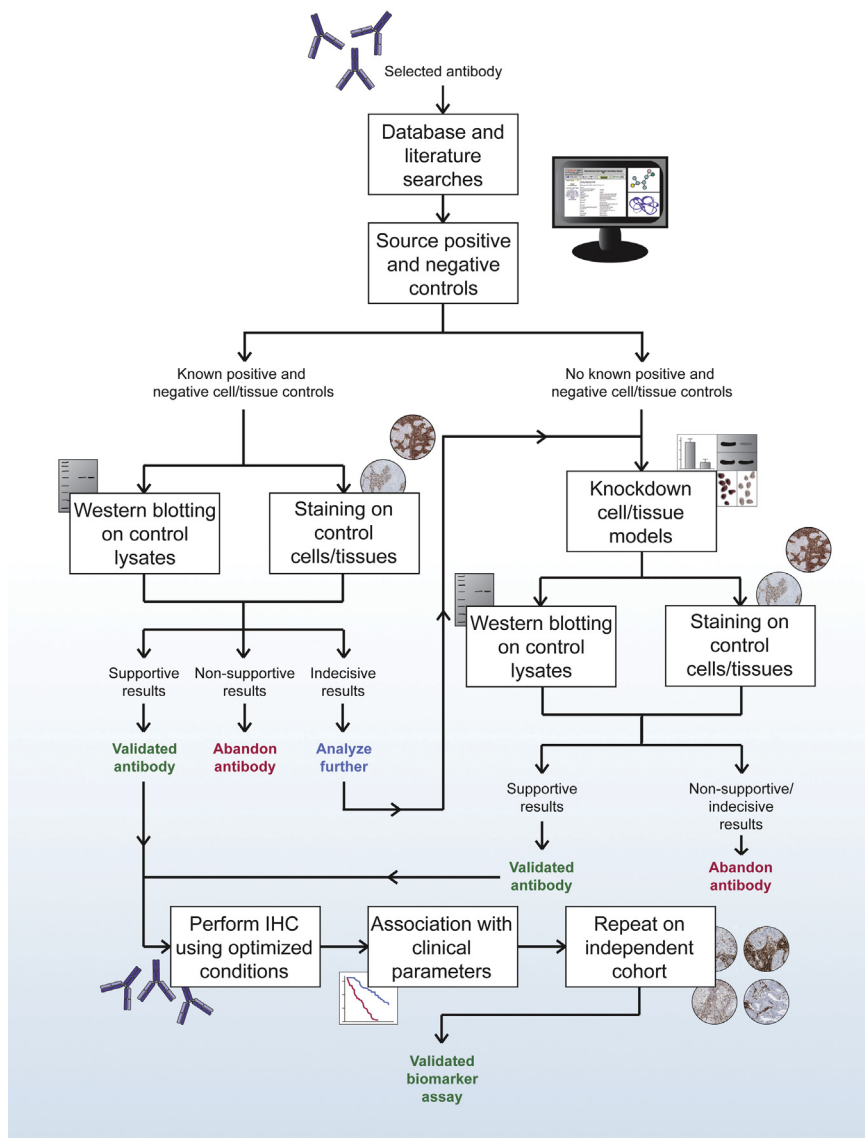 Selected antibody
Database and
literature
searches
Source positive
and negative
controls
Known positive and
negative cell/tissue controls
No known positive and
negative cell/tissue controls
Western blotting
on control
lysates
Staining on
control
cells/tissues
Knockdown
cell/tissue
models
Western blotting
on control
lysates
Staining on
control
cells/tissues
Supportive
results
Non-supportive
results
Indecisive
results
Validated
antibody
Abandon
antibody
Analyze
further
Supportive
results
Non-supportive/
indecisive
results
Validated
antibody
Abandon
antibody
Perform IHC
using optimized
conditions
Association with
clinical
parameters
Repeat on
independent
cohort
Validated
biomarker
assay